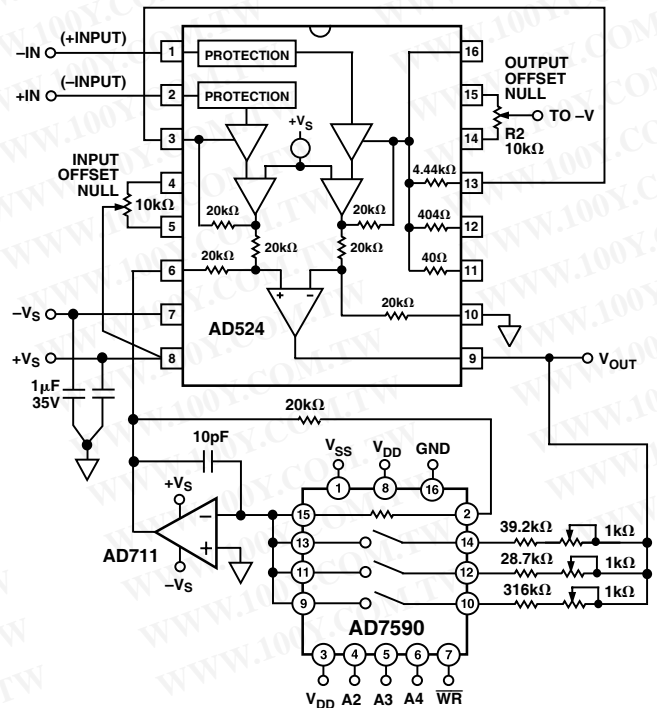 (+INPUT)
–IN
1
PROTECTION
16
(–INPUT)
+IN
2
PROTECTION
OUTPUT
OFFSET
NULL
15
TO –V
+VS
3
14
R2
10kΩ
INPUT
OFFSET
NULL
4
4.44kΩ
13
10kΩ
5
20kΩ
20kΩ
404Ω
12
20kΩ
20kΩ
40Ω
11
6
20kΩ
20kΩ
10
+
–
–VS
7
AD524
+VS
8
9
VOUT
1µF
35V
20kΩ
10pF
VSS
VDD
GND
1
8
16
+VS
15
2
–
13
14
39.2kΩ
1kΩ
AD711
+
11
12
28.7kΩ
1kΩ
–VS
9
10
316kΩ
1kΩ
AD7590
3
4
5
6
7
VDD
A2
A3
A4
WR
WWW.100Y.COM.TW